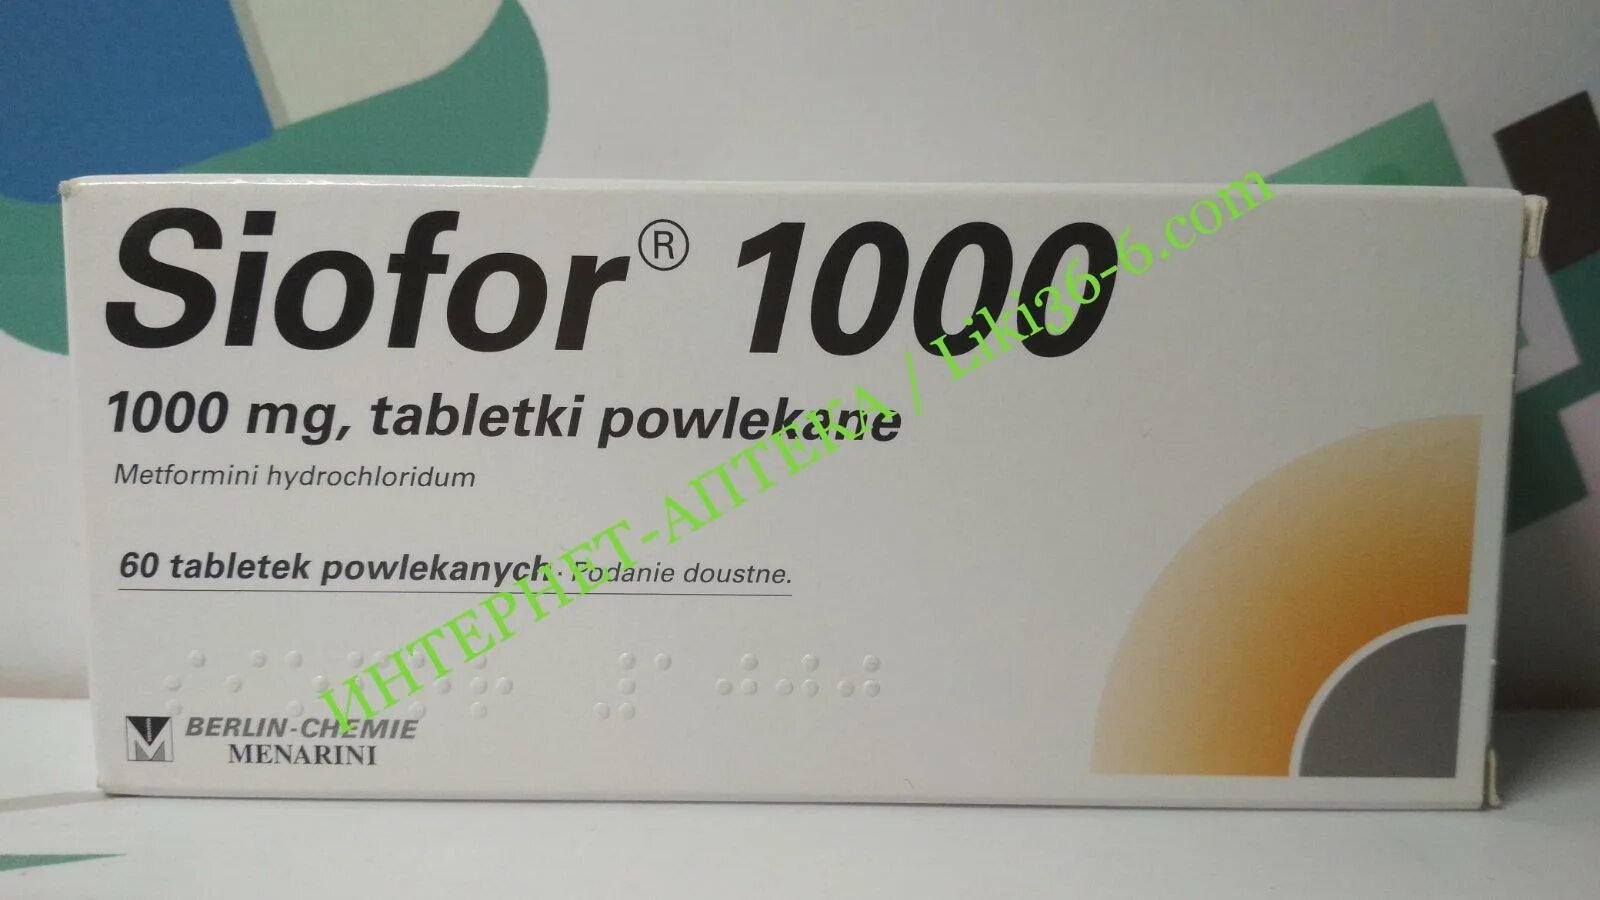 Siofor® 1000
1000 mg, tabletki powlekane
Metformini hydrochloridum
60 tabletek powlekanych · Podanie doustne.
BERLIN-CHEMIE
MENARINI
ИНТЕРНЕТ-АПТЕКА / Liki36-6.com